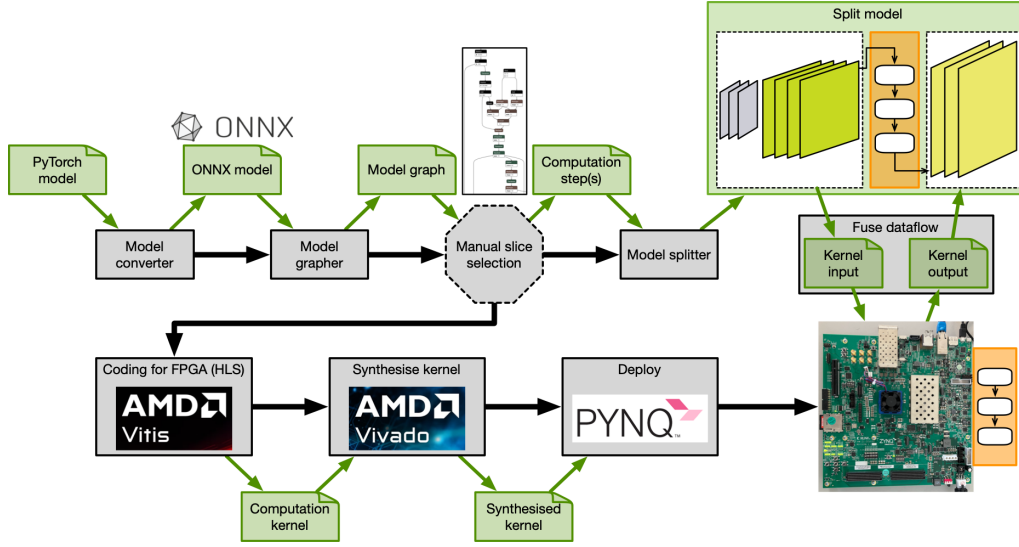 Split model
ONNX
PyTorch
model
ONNX model
Model graph
Computation
step(s)
Model
converter
Model
grapher
Manual slice
selection
Model splitter
Fuse dataflow
Kernel
input
Kernel
output
Coding for FPGA (HLS)
AMD
Vitis
Synthesise kernel
AMD
Vivado
Deploy
PYNQ
TM
Computation
kernel
Synthesised
kernel